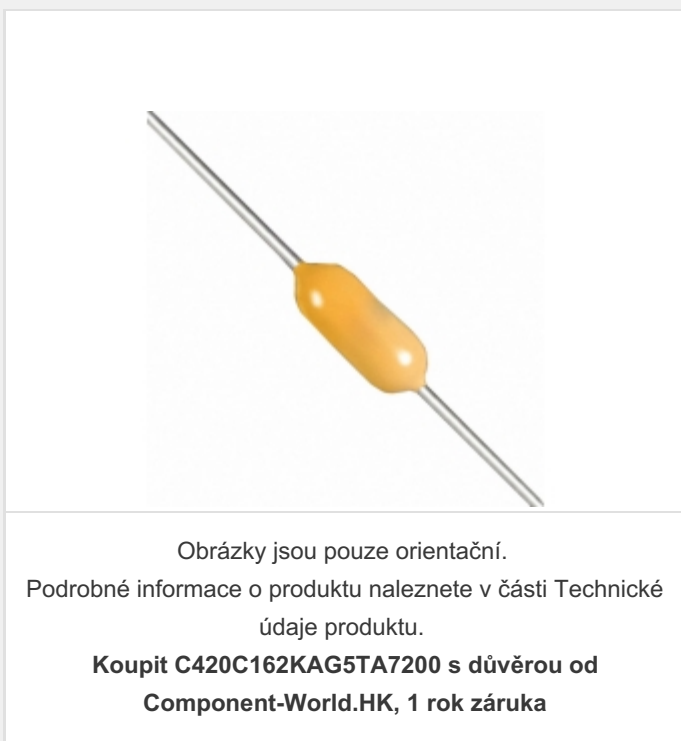 Obrázky jsou pouze orientační.
Podrobné informace o produktu naleznete v části Technické
údaje produktu.
Koupit C420C162KAG5TA7200 s důvěrou od
Component-World.HK, 1 rok záruka